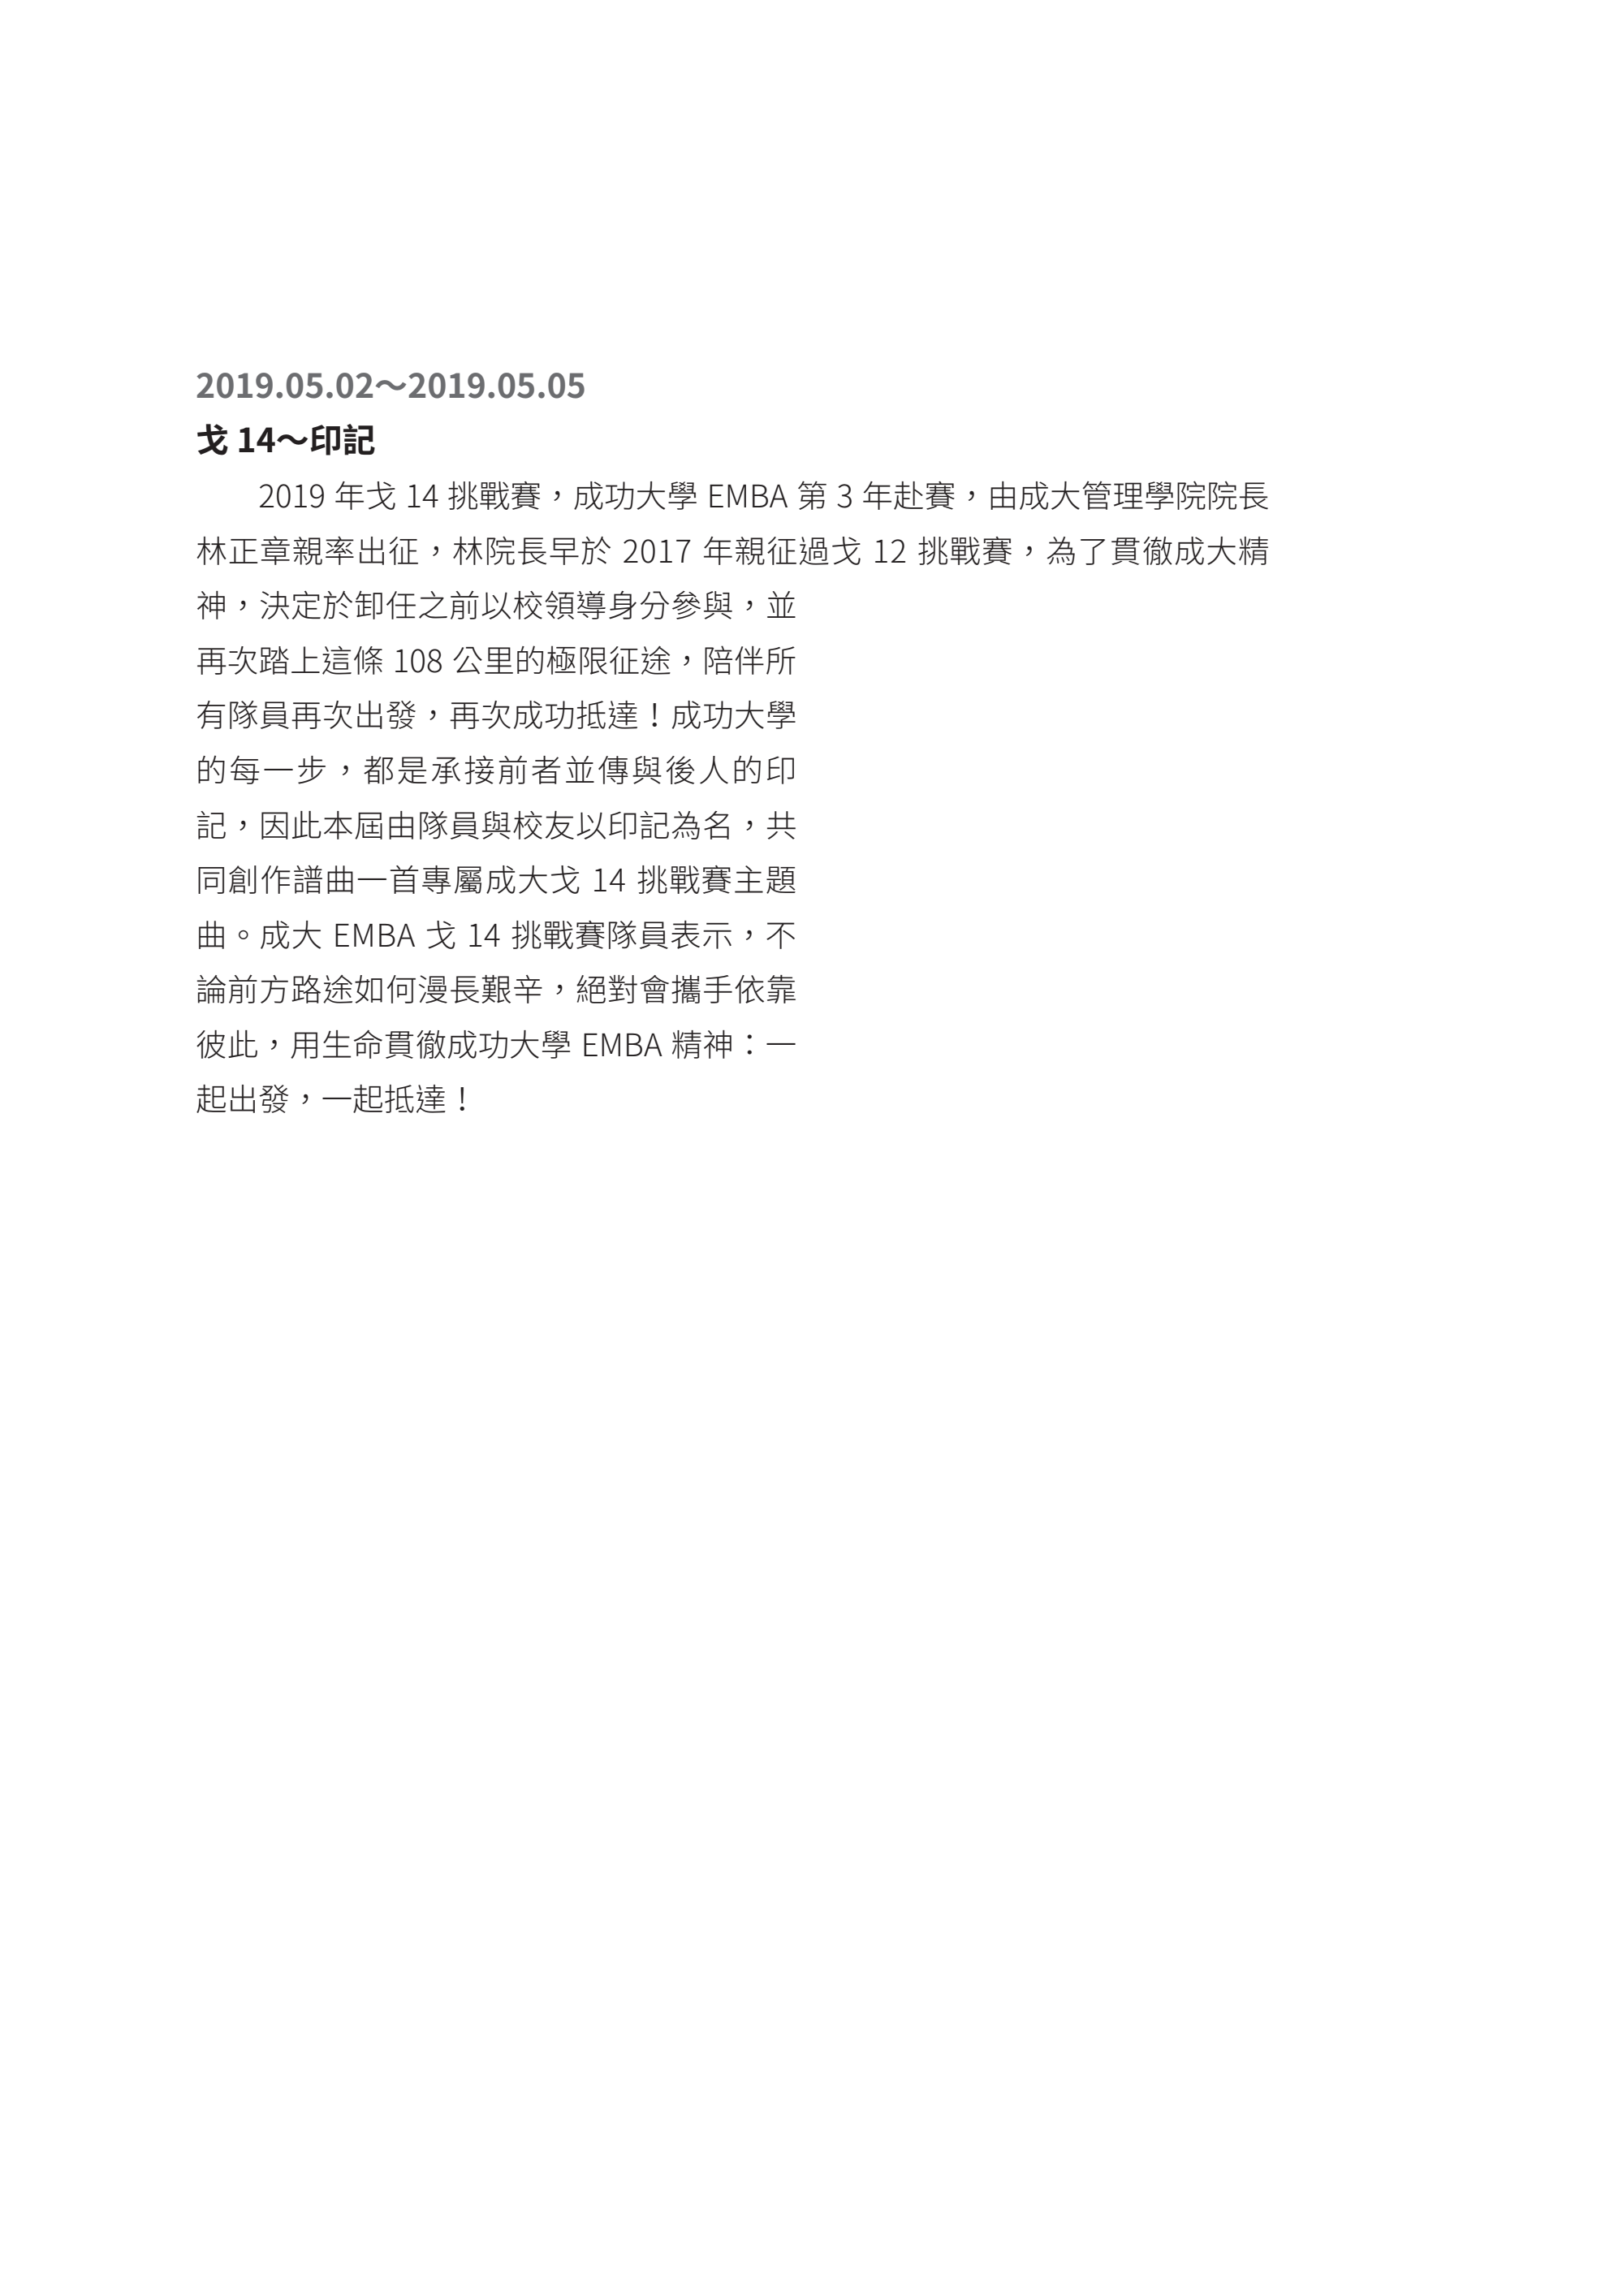 2019.05.02～2019.05.05
戈 14～印記
2019 年戈 14 挑戰賽，成功大學 EMBA 第 3 年赴賽，由成大管理學院院長
林正章親率出征，林院長早於 2017 年親征過戈 12 挑戰賽，為了貫徹成大精
神，決定於卸任之前以校領導身分參與，並
再次踏上這條 108 公里的極限征途，陪伴所
有隊員再次出發，再次成功抵達！成功大學
的每一步，都是承接前者並傳與後人的印
記，因此本屆由隊員與校友以印記為名，共
同創作譜曲一首專屬成大戈 14 挑戰賽主題
曲。成大 EMBA 戈 14 挑戰賽隊員表示，不
論前方路途如何漫長艱辛，絕對會攜手依靠
彼此，用生命貫徹成功大學 EMBA 精神：一
起出發，一起抵達！